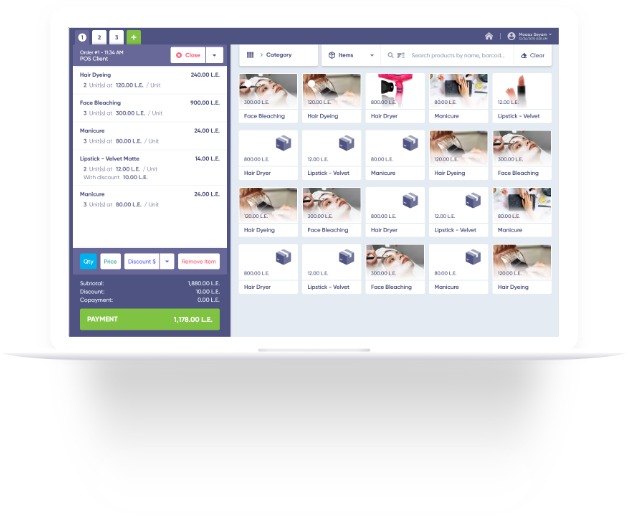 1 2 3 +
Moaaz Sayam
Order #1 - 11:34 AM
POS Client
Close
Category
Items
Search products by name, barcod...
Clear
Hair Dyeing 240.00 L.E.
2 Unit(s) at 120.00 L.E. / Unit
Face Bleaching 900.00 L.E.
3 Unit(s) at 300.00 L.E. / Unit
Manicure 24.00 L.E.
3 Unit(s) at 80.00 L.E. / Unit
Lipstick - Velvet Matte 14.00 L.E.
2 Unit(s) at 12.00 L.E. / Unit
With discount 10.00 L.E.
Manicure 24.00 L.E.
3 Unit(s) at 80.00 L.E. / Unit
Qty Price Discount $ Remove Item
Subtotal: 1,880.00 L.E.
Discount: 10.00 L.E.
Copayment: 0.00 L.E.
PAYMENT 1,178.00 L.E.
300.00 L.E. 120.00 L.E. 800.00 L.E. 80.00 L.E. 12.00 L.E.
Face Bleaching Hair Dyeing Hair Dryer Manicure Lipstick - Velvet
800.00 L.E. 12.00 L.E. 80.00 L.E. 120.00 L.E. 300.00 L.E.
Hair Dryer Lipstick - Velvet Manicure Hair Dyeing Face Bleaching
120.00 L.E. 300.00 L.E. 800.00 L.E. 12.00 L.E. 80.00 L.E.
Hair Dyeing Face Bleaching Hair Dryer Lipstick - Velvet Manicure
800.00 L.E. 12.00 L.E. 300.00 L.E. 80.00 L.E. 120.00 L.E.
Hair Dryer Lipstick - Velvet Face Bleaching Manicure Hair Dyeing